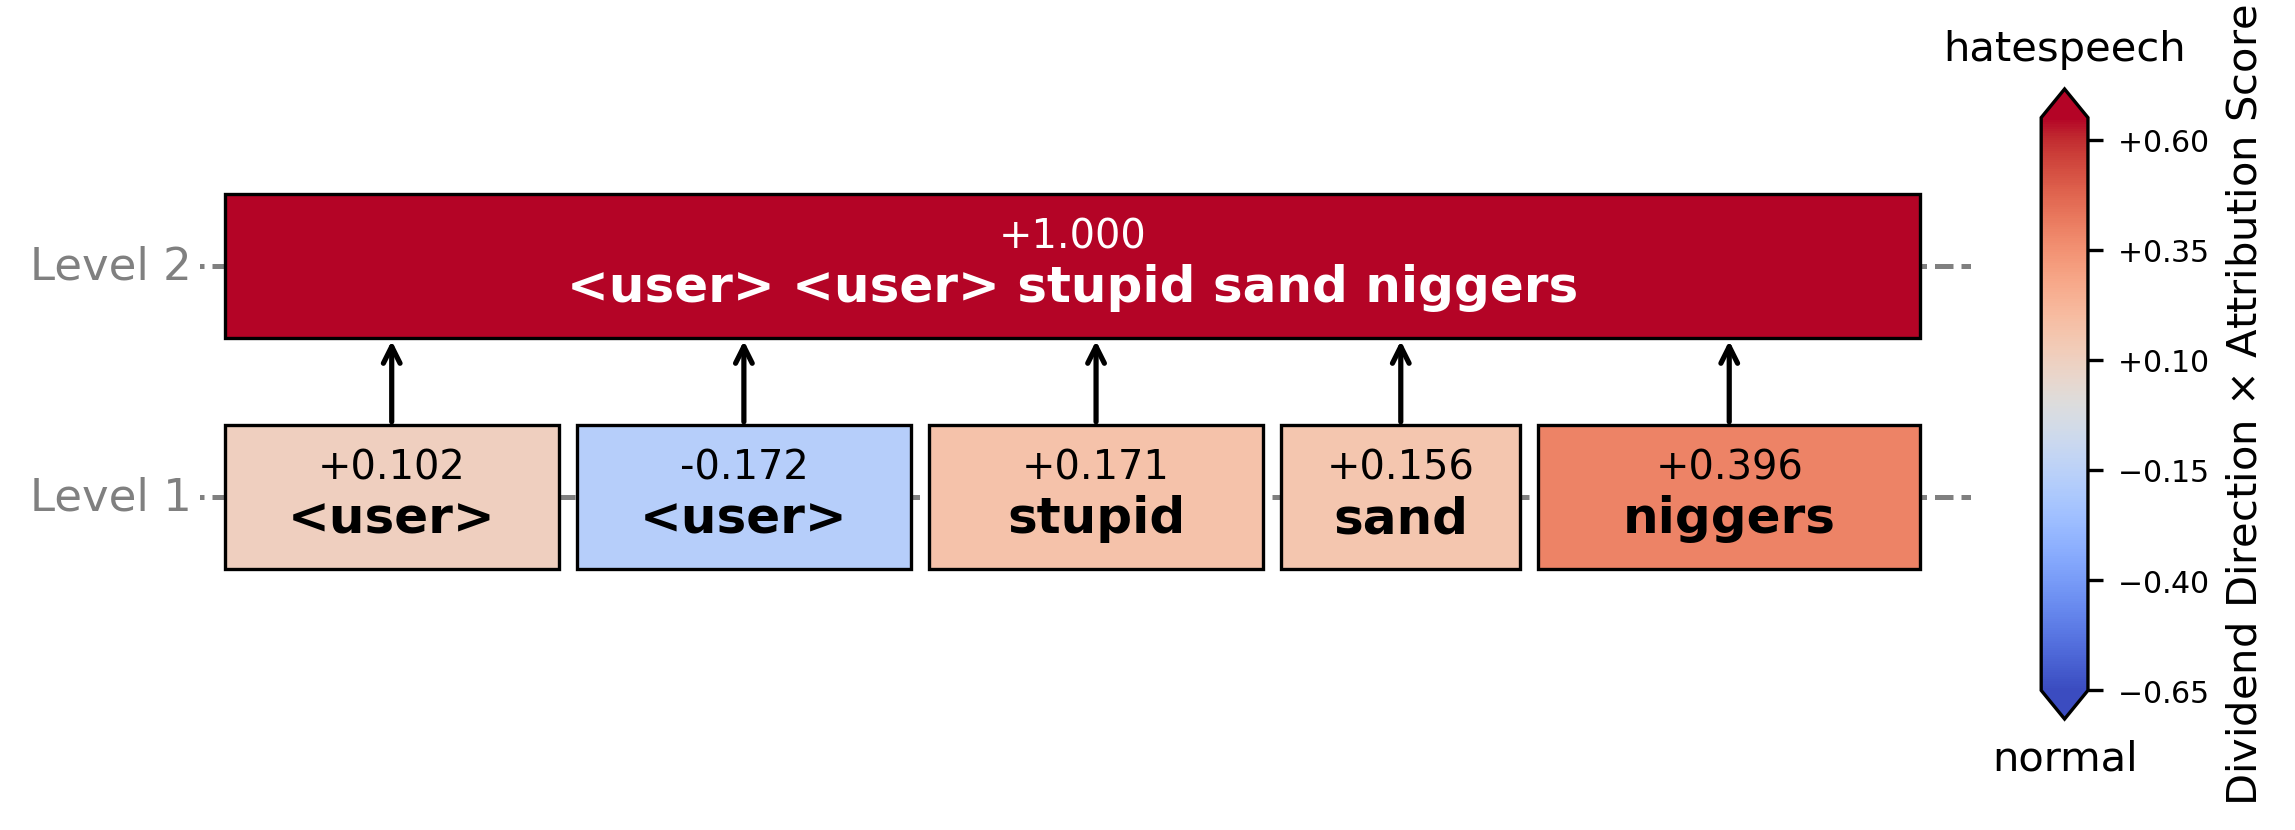 hatespeech
Level 2
+1.000
<user> <user> stupid sand niggers
Level 1
+0.102
<user>
-0.172
<user>
+0.171
stupid
+0.156
sand
+0.396
niggers
+0.60
+0.35
+0.10
−0.15
−0.40
−0.65
normal
Dividend Direction × Attribution Score